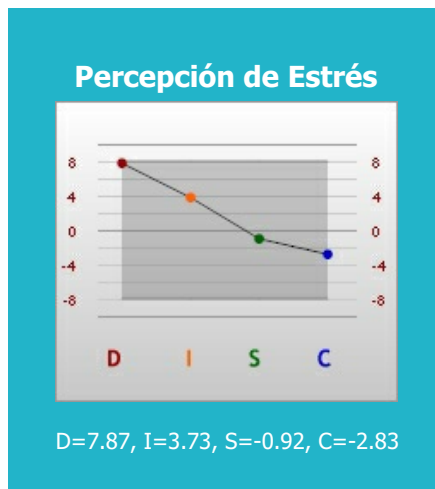 Percepción de Estrés
8 8
4 4
0 0
-4 -4
-8 -8
D I S C
D=7.87, I=3.73, S=-0.92, C=-2.83